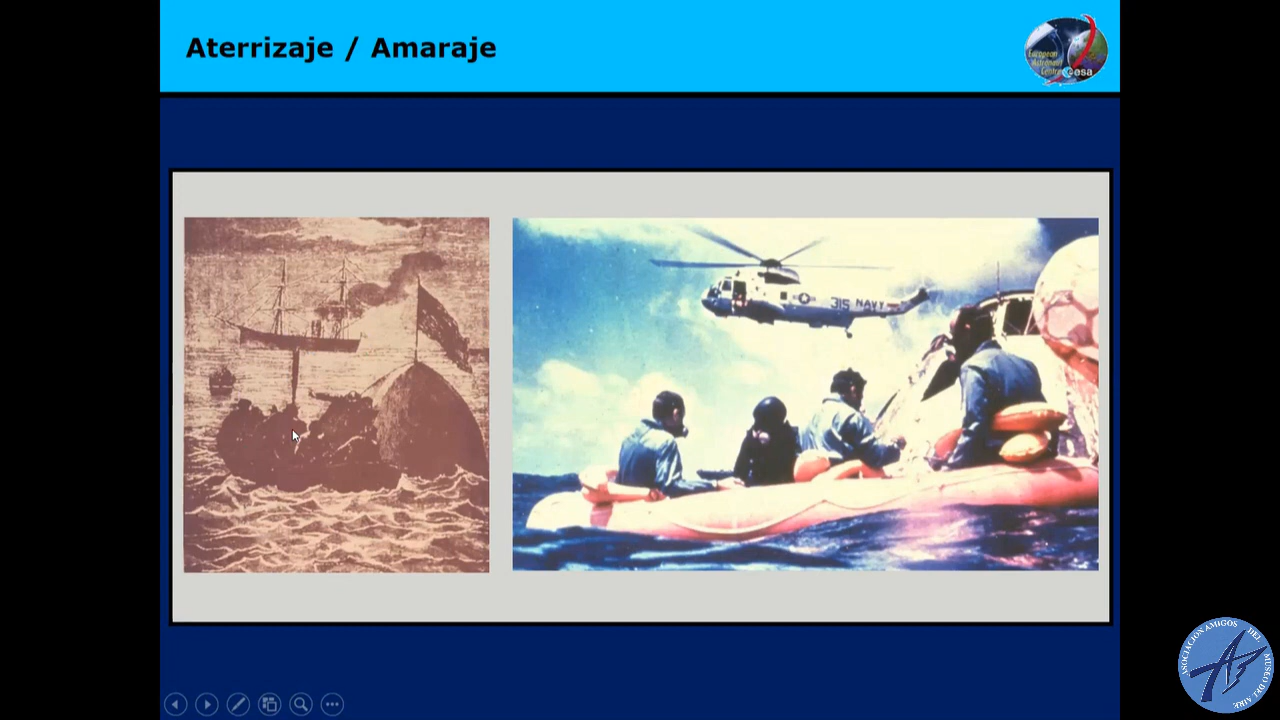 Aterrizaje / Amaraje
European
Astronaut
Centre
esa
315 NAVY
ASOCIACION AMIGOS DEL MUSEO DEL AIRE